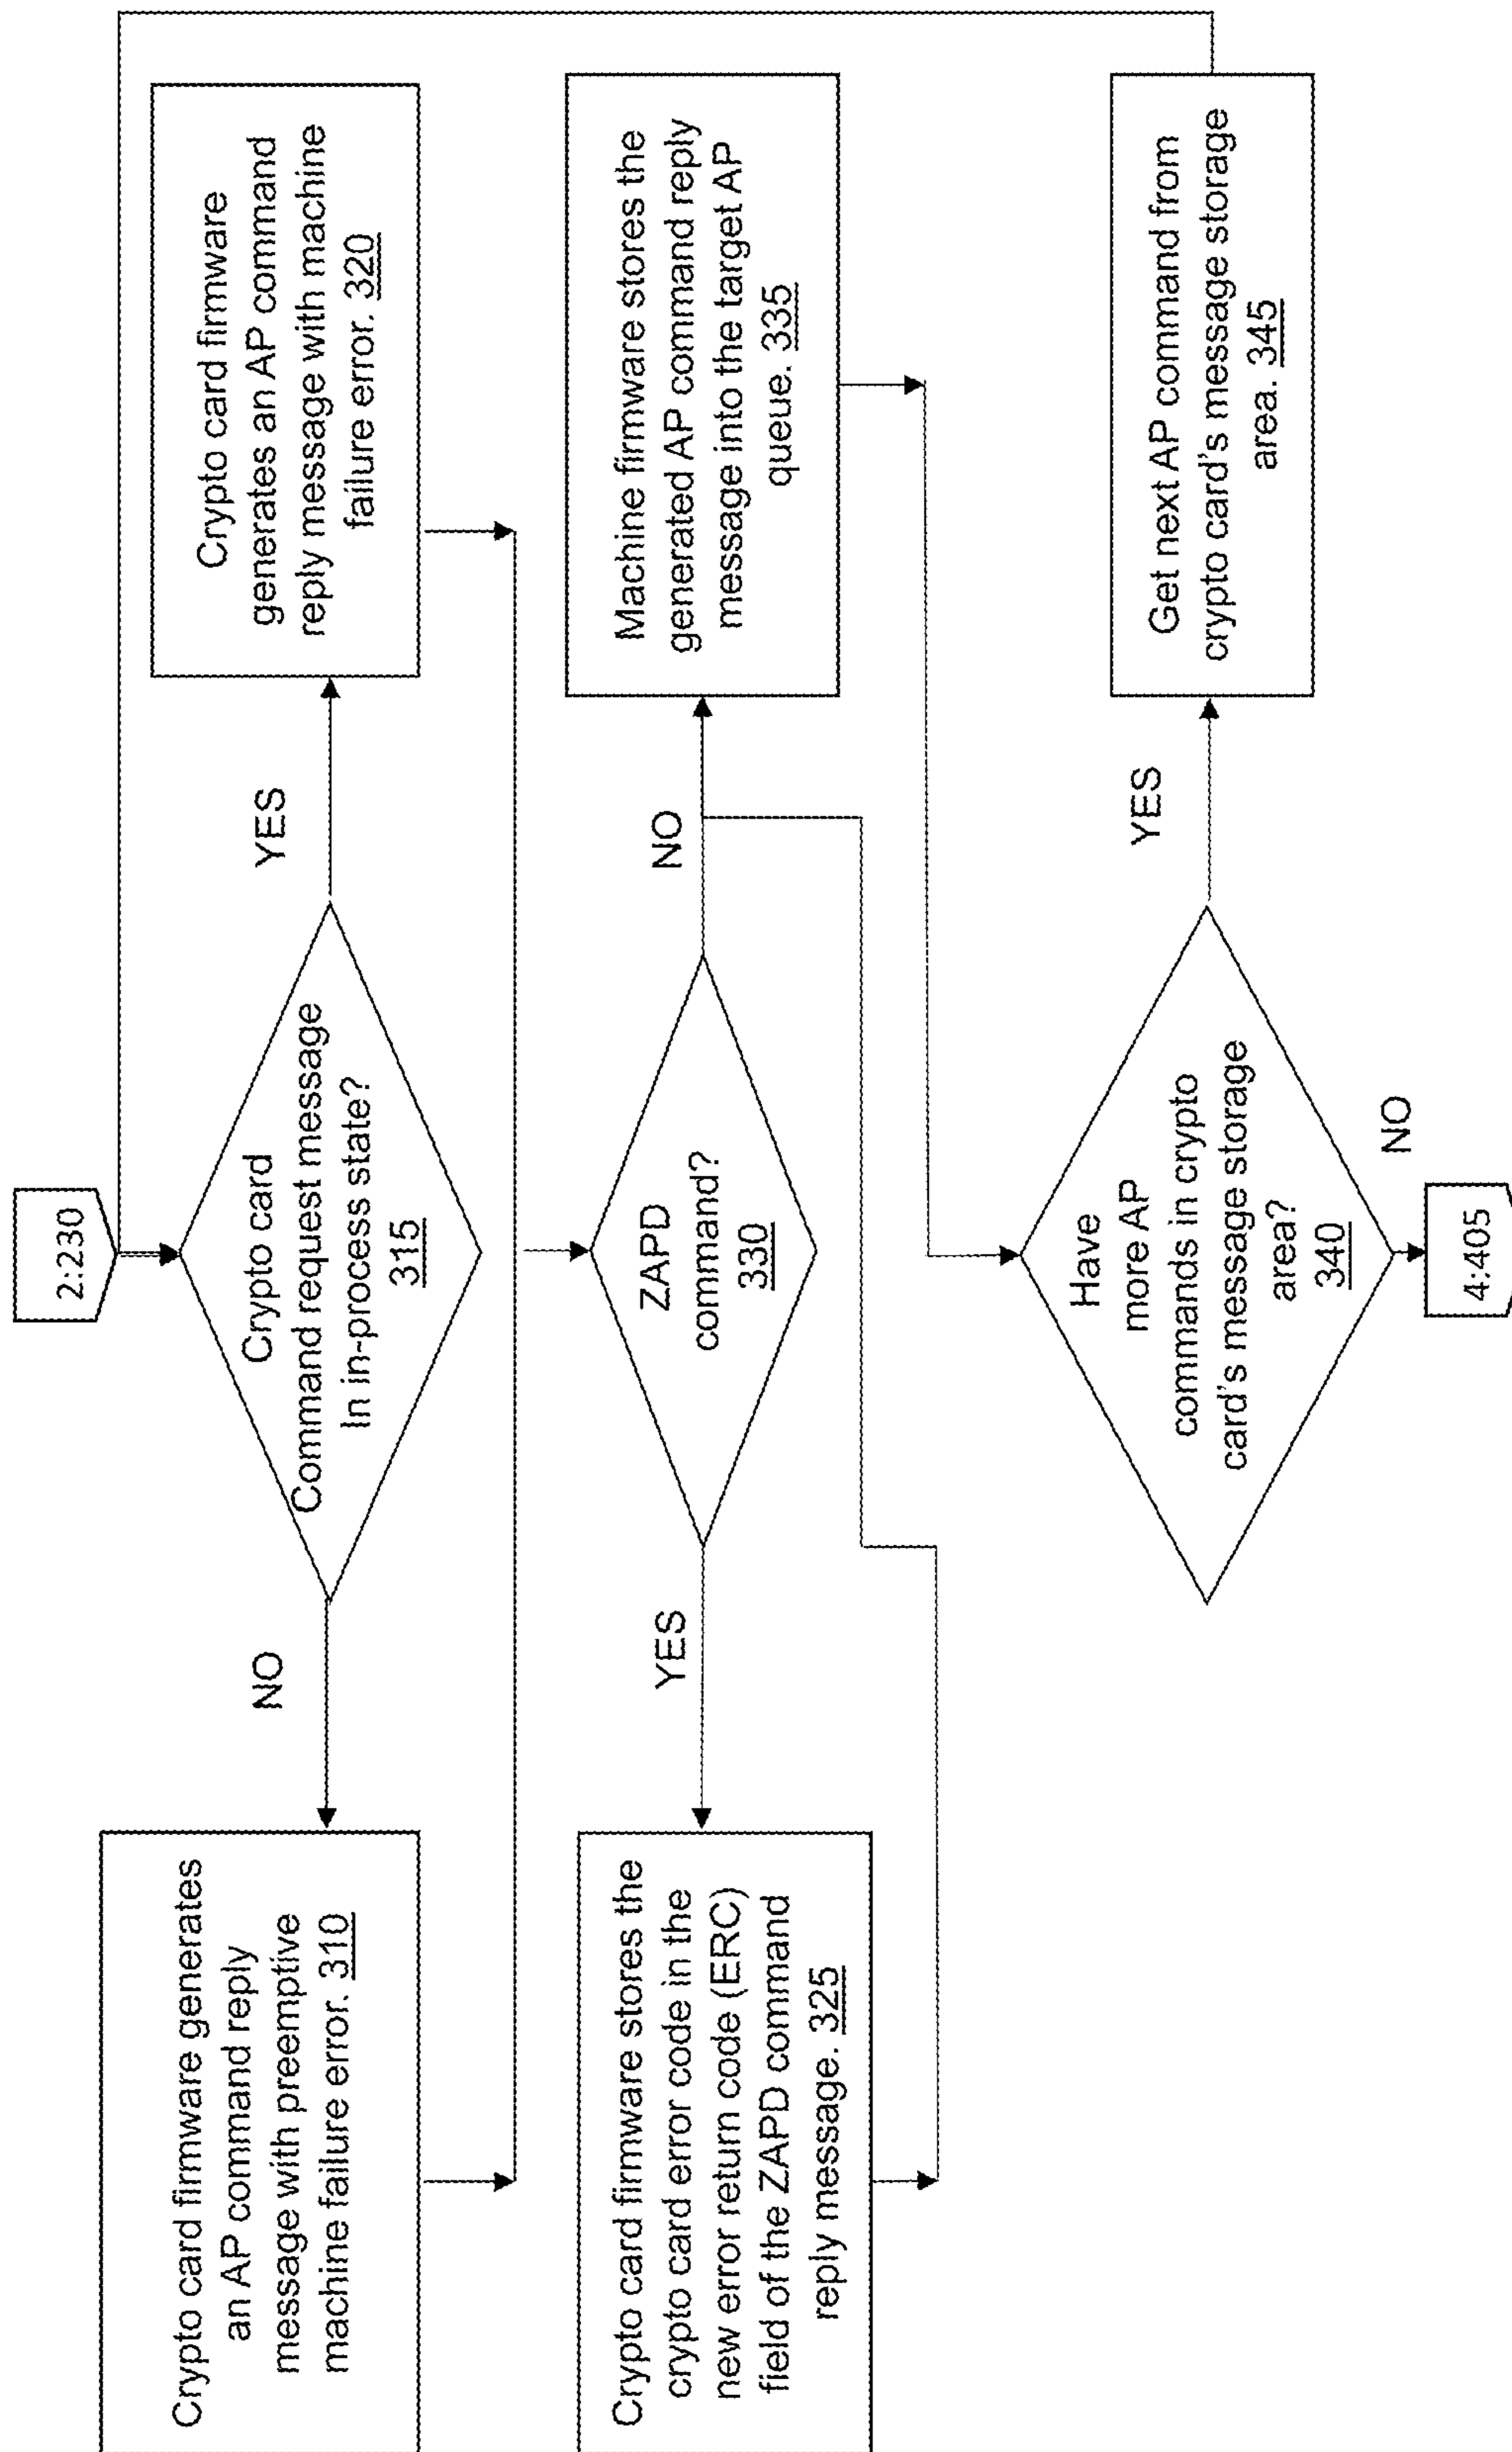 2:230
Crypto card
Command request message
In in-process state?
315
NO
YES
Crypto card firmware generates
an AP command reply
message with preemptive
machine failure error. 310
Crypto card firmware
generates an AP command
reply message with machine
failure error. 320
ZAPD
command?
330
YES
NO
Crypto card firmware stores the
crypto card error code in the
new error return code (ERC)
field of the ZAPD command
reply message. 325
Machine firmware stores the
generated AP command reply
message into the target AP
queue. 335
Have
more AP
commands in crypto
card's message storage
area?
340
YES
NO
Get next AP command from
crypto card's message storage
area. 345
4:405